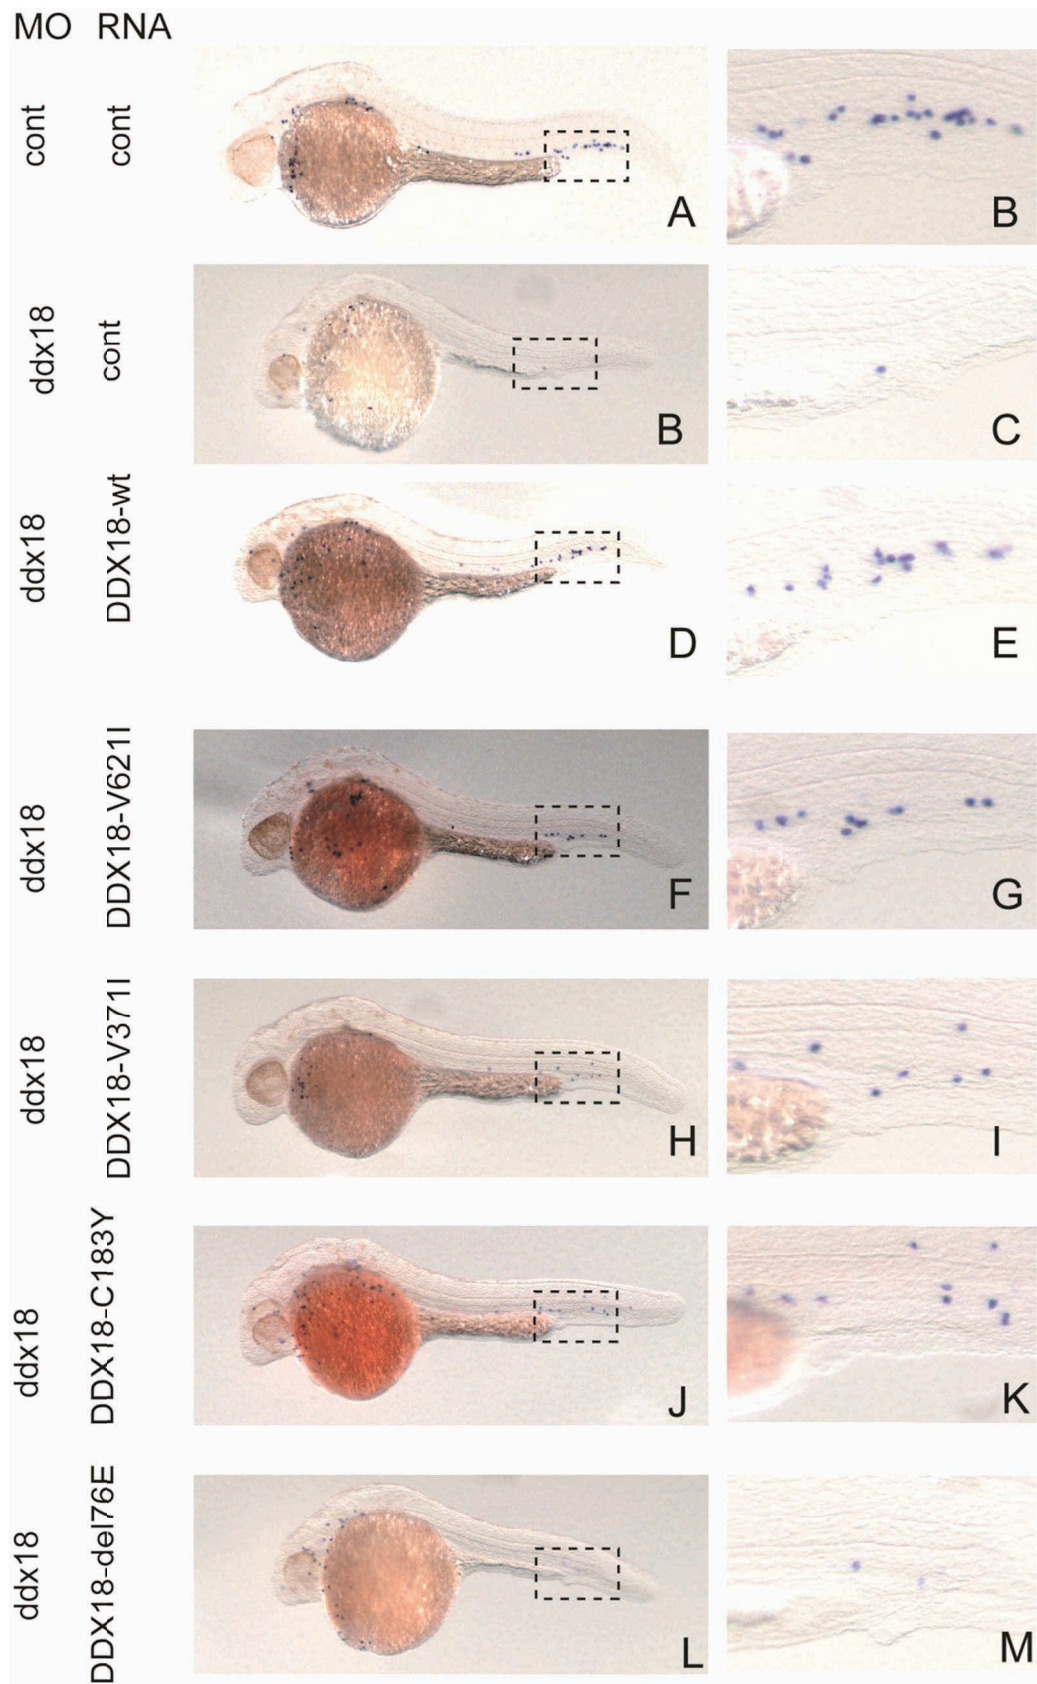 MO RNA
cont cont A B
ddx18 cont B C
ddx18 DDX18-wt D E
ddx18 DDX18-V621I F G
ddx18 DDX18-V371I H I
ddx18 DDX18-C183Y J K
ddx18 DDX18-del76E L M